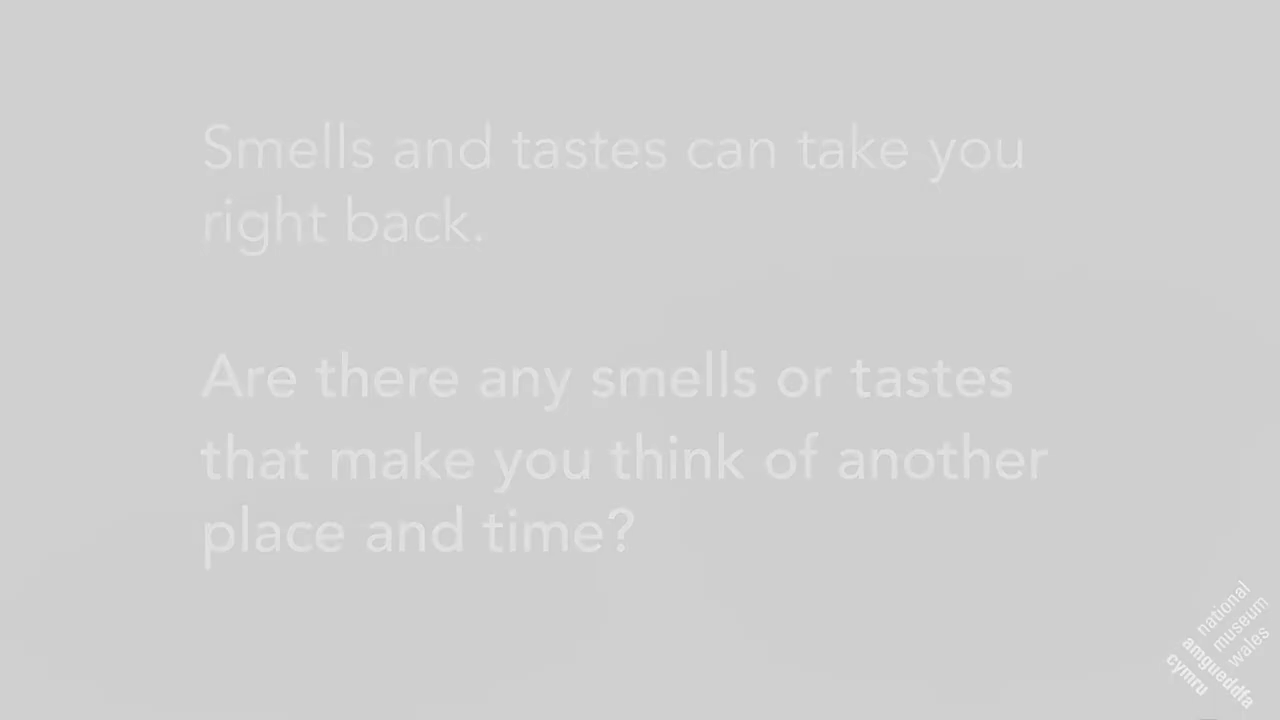 Smells and tastes can take you
right back.
Are there any smells or tastes
that make you think of another
place and time?
national
museum
wales
amgueddfa
cymru